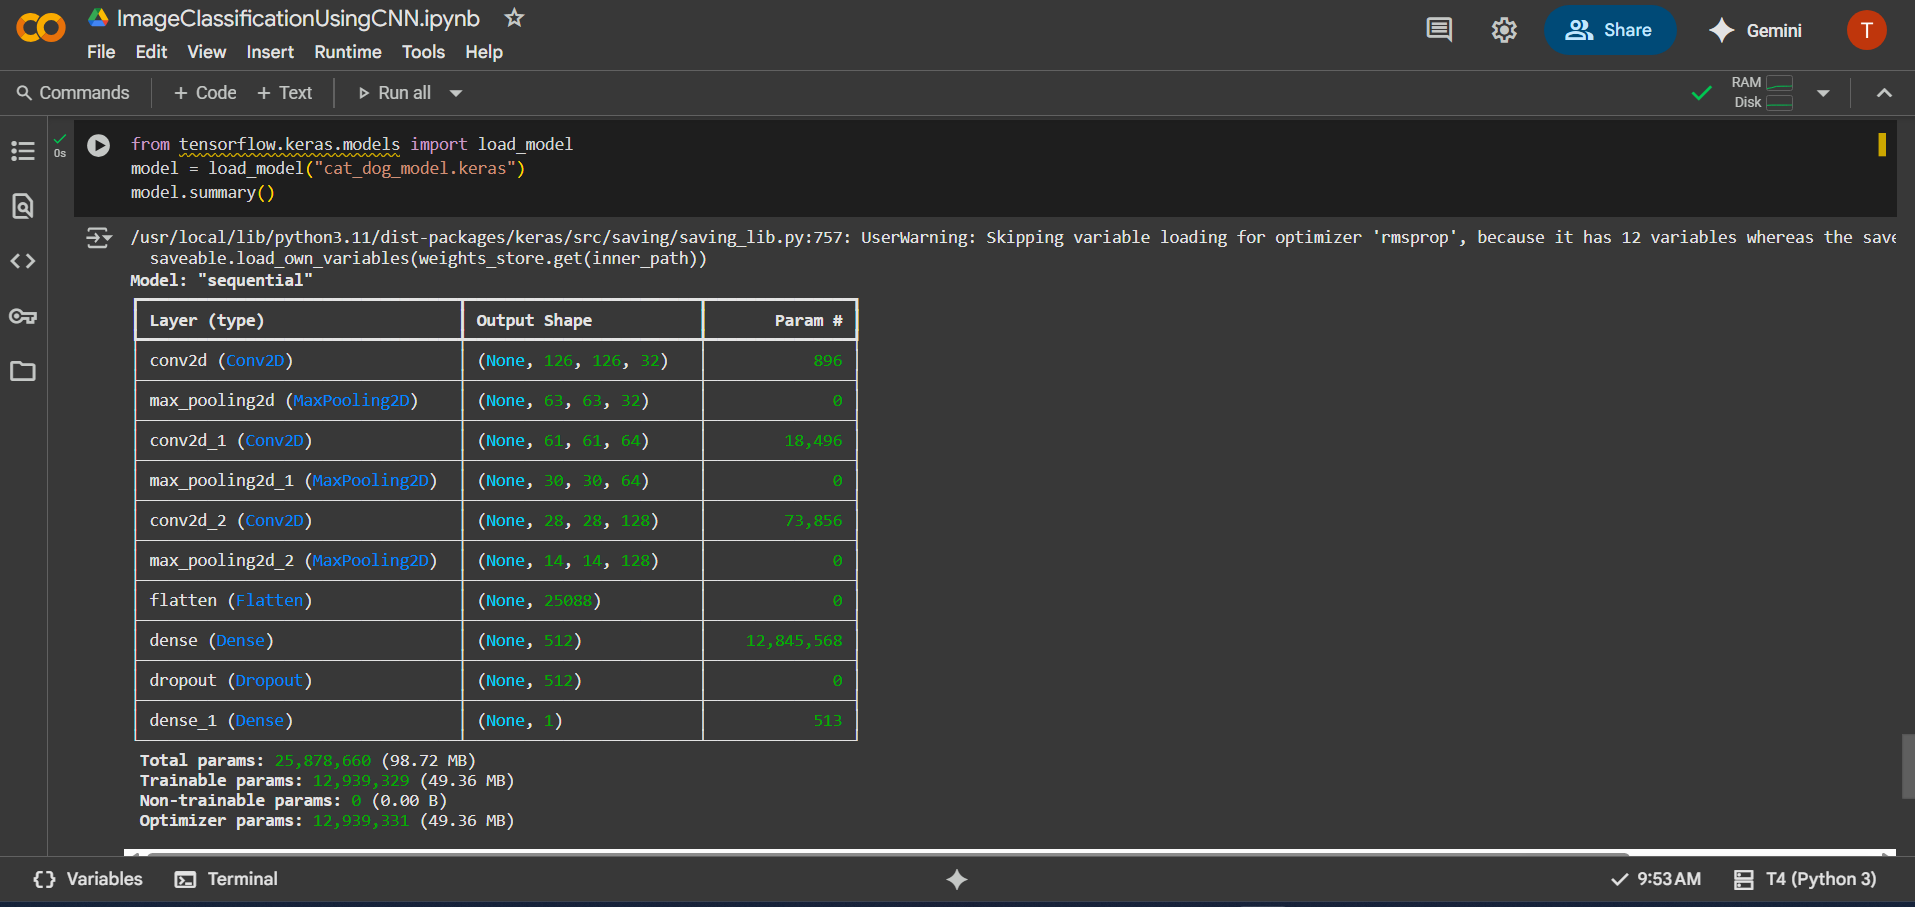 ImageClassificationUsingCNN.ipynb
File Edit View Insert Runtime Tools Help
Share
Gemini
T
Commands + Code + Text Run all
RAM
Disk
0s
from tensorflow.keras.models import load_model
model = load_model("cat_dog_model.keras")
model.summary()
/usr/local/lib/python3.11/dist-packages/keras/src/saving/saving_lib.py:757: UserWarning: Skipping variable loading for optimizer 'rmsprop', because it has 12 variables whereas the save
saveable.load_own_variables(weights_store.get(inner_path))
Model: "sequential"
Layer (type) Output Shape Param #
conv2d (Conv2D) (None, 126, 126, 32) 896
max_pooling2d (MaxPooling2D) (None, 63, 63, 32) 0
conv2d_1 (Conv2D) (None, 61, 61, 64) 18,496
max_pooling2d_1 (MaxPooling2D) (None, 30, 30, 64) 0
conv2d_2 (Conv2D) (None, 28, 28, 128) 73,856
max_pooling2d_2 (MaxPooling2D) (None, 14, 14, 128) 0
flatten (Flatten) (None, 25088) 0
dense (Dense) (None, 512) 12,845,568
dropout (Dropout) (None, 512) 0
dense_1 (Dense) (None, 1) 513
Total params: 25,878,660 (98.72 MB)
Trainable params: 12,939,329 (49.36 MB)
Non-trainable params: 0 (0.00 B)
Optimizer params: 12,939,331 (49.36 MB)
{} Variables Terminal
9:53 AM T4 (Python 3)